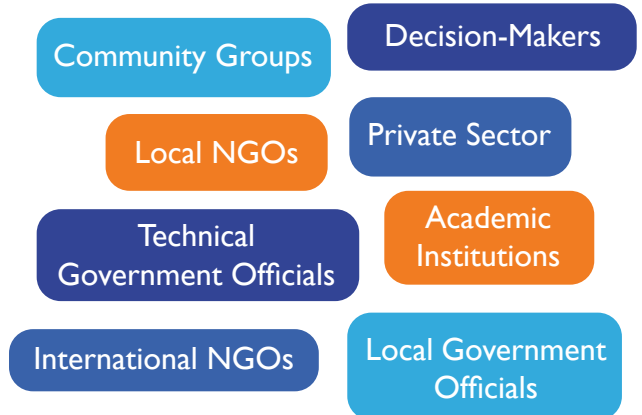 Community Groups
Decision-Makers
Local NGOs
Private Sector
Technical
Government Officials
Academic
Institutions
International NGOs
Local Government
Officials